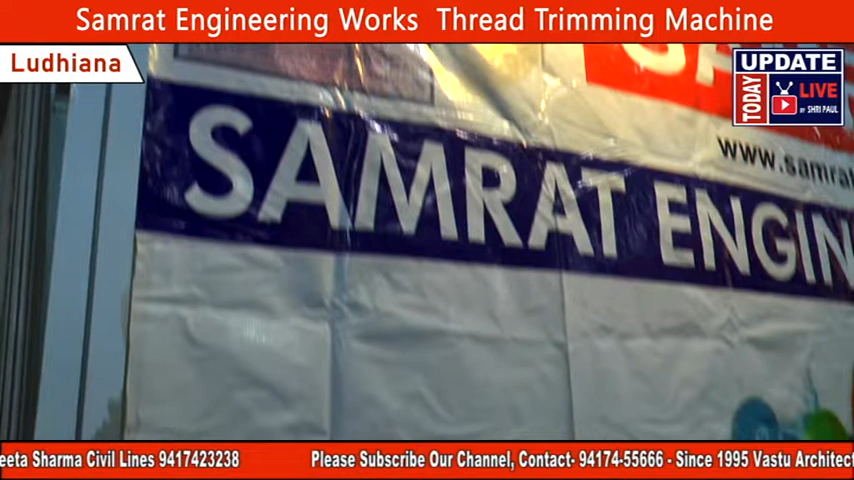 Samrat Engineering Works Thread Trimming Machine
Ludhiana
UPDATE
TODAY
LIVE
BY SHRI PAUL
www.samra
SAMRAT ENGIN
eeta Sharma Civil Lines 9417423238 Please Subscribe Our Channel, Contact- 94174-55666 - Since 1995 Vastu Architect